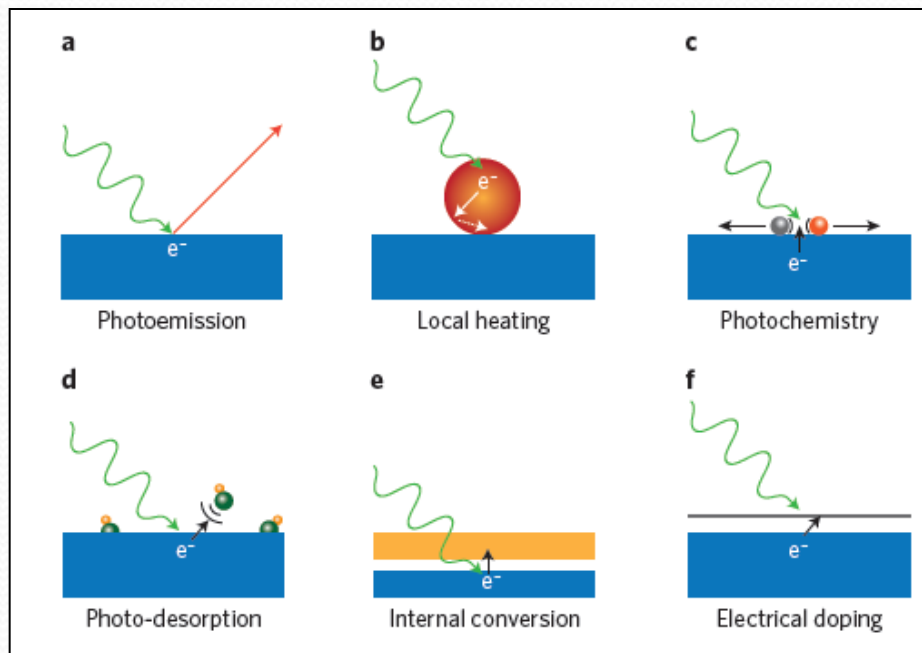 a
b
c
e⁻
e⁻
e⁻
Photoemission
Local heating
Photochemistry
d
e
f
e⁻
e⁻
e⁻
Photo-desorption
Internal conversion
Electrical doping